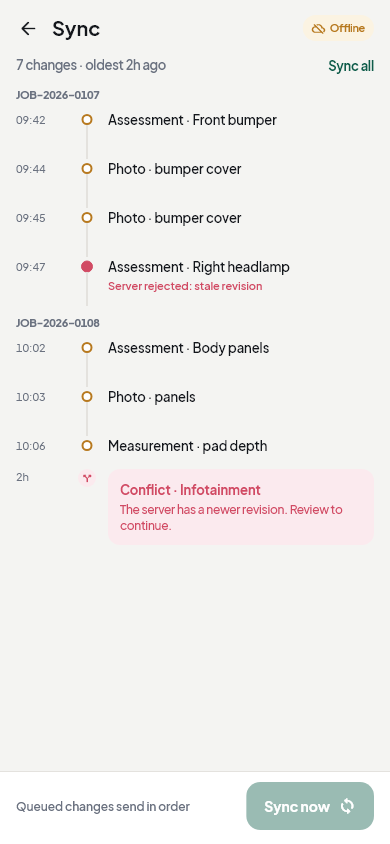 Sync
Offline
7 changes · oldest 2h ago
Sync all
JOB-2026-0107
09:42
Assessment · Front bumper
09:44
Photo · bumper cover
09:45
Photo · bumper cover
09:47
Assessment · Right headlamp
Server rejected: stale revision
JOB-2026-0108
10:02
Assessment · Body panels
10:03
Photo · panels
10:06
Measurement · pad depth
2h
Conflict · Infotainment
The server has a newer revision. Review to
continue.
Queued changes send in order
Sync now